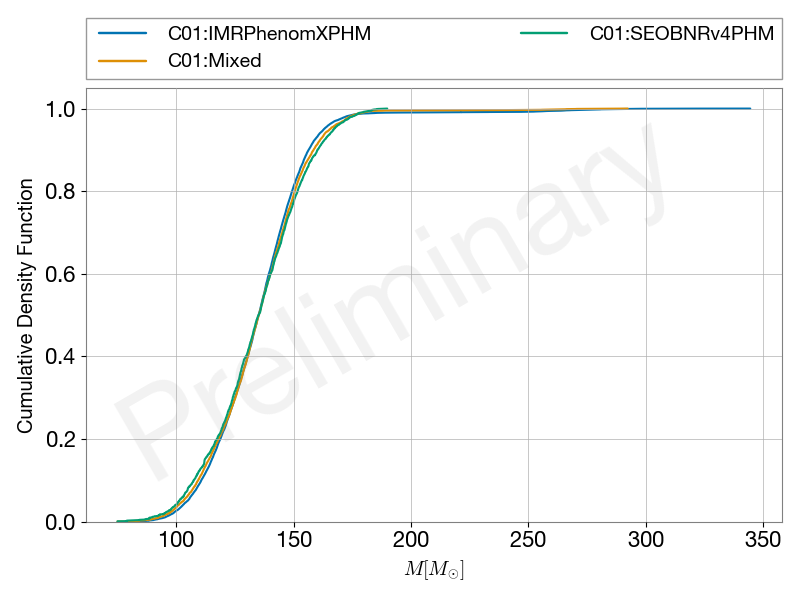 C01:IMRPhenomXPHM
C01:Mixed
C01:SEOBNRv4PHM
Cumulative Density Function
1.0
0.8
0.6
0.4
0.2
0.0
Preliminary
100 150 200 250 300 350
M[M⊙]